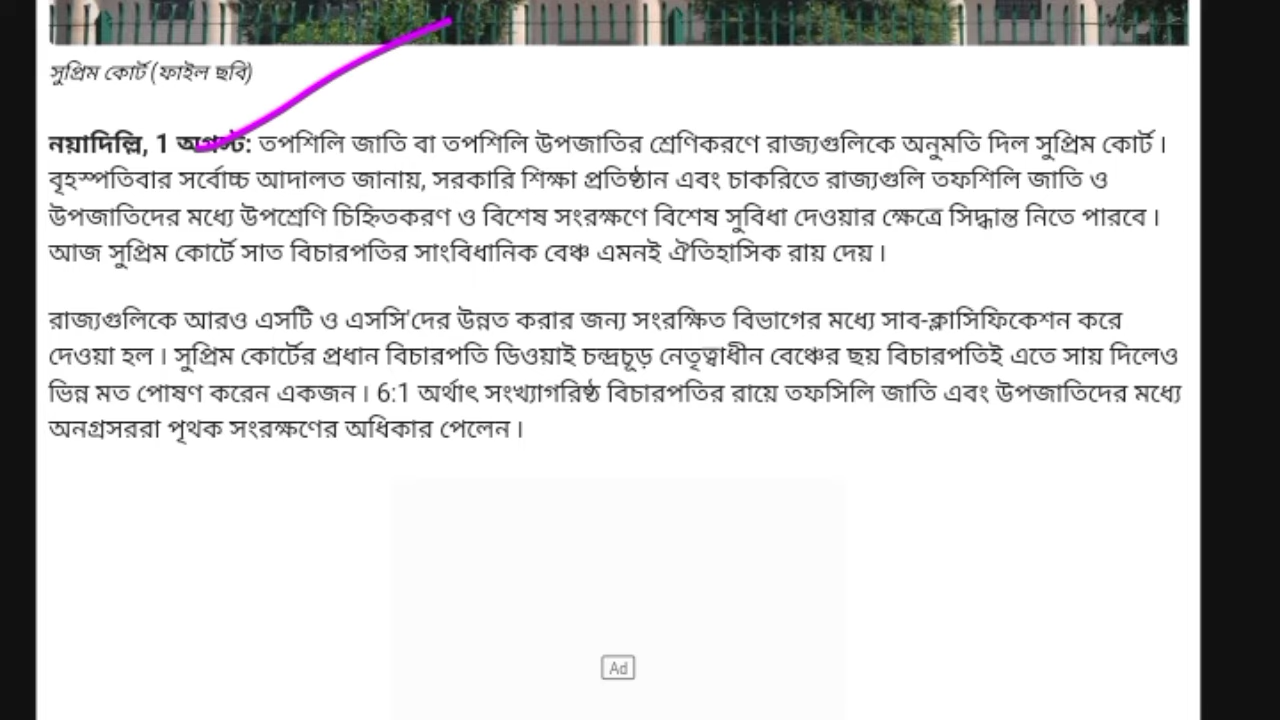 সুপ্রিম কোর্ট (ফাইল ছবি)
নয়াদিল্লি, 1 অগস্ট: তপশিলি জাতি বা তপশিলি উপজাতির শ্রেণিকরণে রাজ্যগুলিকে অনুমতি দিল সুপ্রিম কোর্ট ।
বৃহস্পতিবার সর্বোচ্চ আদালত জানায়, সরকারি শিক্ষা প্রতিষ্ঠান এবং চাকরিতে রাজ্যগুলি তফশিলি জাতি ও
উপজাতিদের মধ্যে উপশ্রেণি চিহ্নিতকরণ ও বিশেষ সংরক্ষণে বিশেষ সুবিধা দেওয়ার ক্ষেত্রে সিদ্ধান্ত নিতে পারবে ।
আজ সুপ্রিম কোর্টে সাত বিচারপতির সাংবিধানিক বেঞ্চ এমনই ঐতিহাসিক রায় দেয় ।
রাজ্যগুলিকে আরও এসটি ও এসসি'দের উন্নত করার জন্য সংরক্ষিত বিভাগের মধ্যে সাব-ক্লাসিফিকেশন করে
দেওয়া হল । সুপ্রিম কোর্টের প্রধান বিচারপতি ডিওয়াই চন্দ্রচূড় নেতৃত্বাধীন বেঞ্চের ছয় বিচারপতিই এতে সায় দিলেও
ভিন্ন মত পোষণ করেন একজন । 6:1 অর্থাৎ সংখ্যাগরিষ্ঠ বিচারপতির রায়ে তফসিলি জাতি এবং উপজাতিদের মধ্যে
অনগ্রসররা পৃথক সংরক্ষণের অধিকার পেলেন ।
Ad